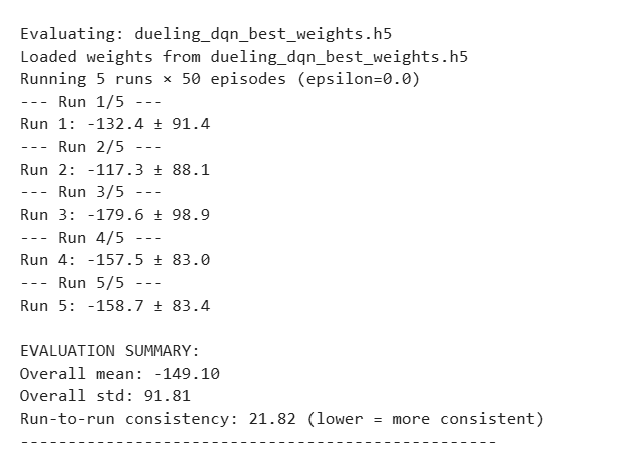 Evaluating: dueling_dqn_best_weights.h5
Loaded weights from dueling_dqn_best_weights.h5
Running 5 runs × 50 episodes (epsilon=0.0)
--- Run 1/5 ---
Run 1: -132.4 ± 91.4
--- Run 2/5 ---
Run 2: -117.3 ± 88.1
--- Run 3/5 ---
Run 3: -179.6 ± 98.9
--- Run 4/5 ---
Run 4: -157.5 ± 83.0
--- Run 5/5 ---
Run 5: -158.7 ± 83.4
EVALUATION SUMMARY:
Overall mean: -149.10
Overall std: 91.81
Run-to-run consistency: 21.82 (lower = more consistent)
--------------------------------------------------